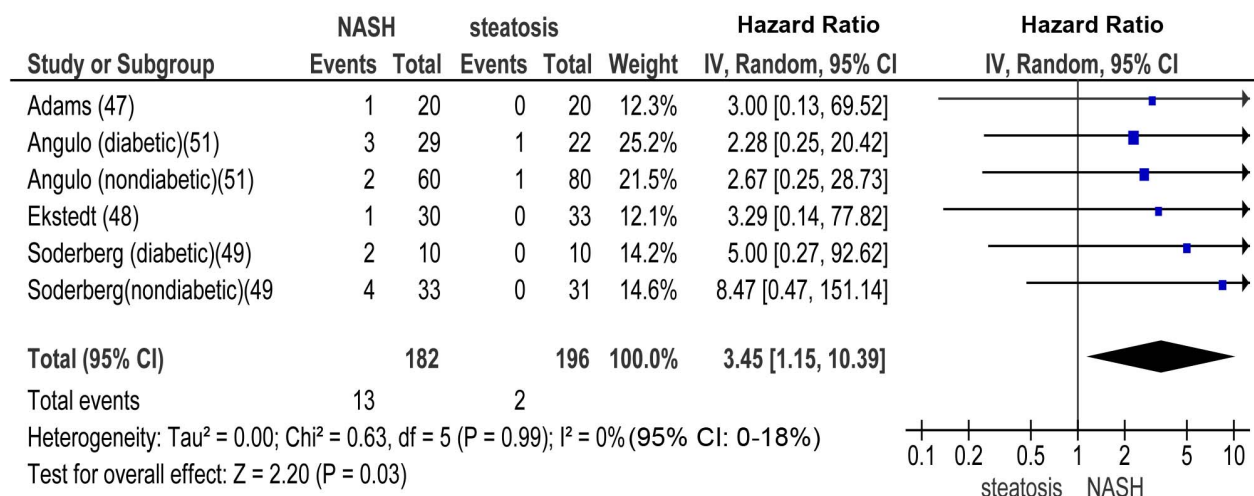 NASH steatosis Hazard Ratio Hazard Ratio
Study or Subgroup Events Total Events Total Weight IV, Random, 95% CI IV, Random, 95% CI
Adams (47) 1 20 0 20 12.3% 3.00 [0.13, 69.52]
Angulo (diabetic)(51) 3 29 1 22 25.2% 2.28 [0.25, 20.42]
Angulo (nondiabetic)(51) 2 60 1 80 21.5% 2.67 [0.25, 28.73]
Ekstedt (48) 1 30 0 33 12.1% 3.29 [0.14, 77.82]
Soderberg (diabetic)(49) 2 10 0 10 14.2% 5.00 [0.27, 92.62]
Soderberg(nondiabetic)(49 4 33 0 31 14.6% 8.47 [0.47, 151.14]
Total (95% CI) 182 196 100.0% 3.45 [1.15, 10.39]
Total events 13 2
Heterogeneity: Tau² = 0.00; Chi² = 0.63, df = 5 (P = 0.99); I² = 0% (95% CI: 0-18%)
Test for overall effect: Z = 2.20 (P = 0.03)
0.1 0.2 0.5 1 2 5 10
steatosis NASH